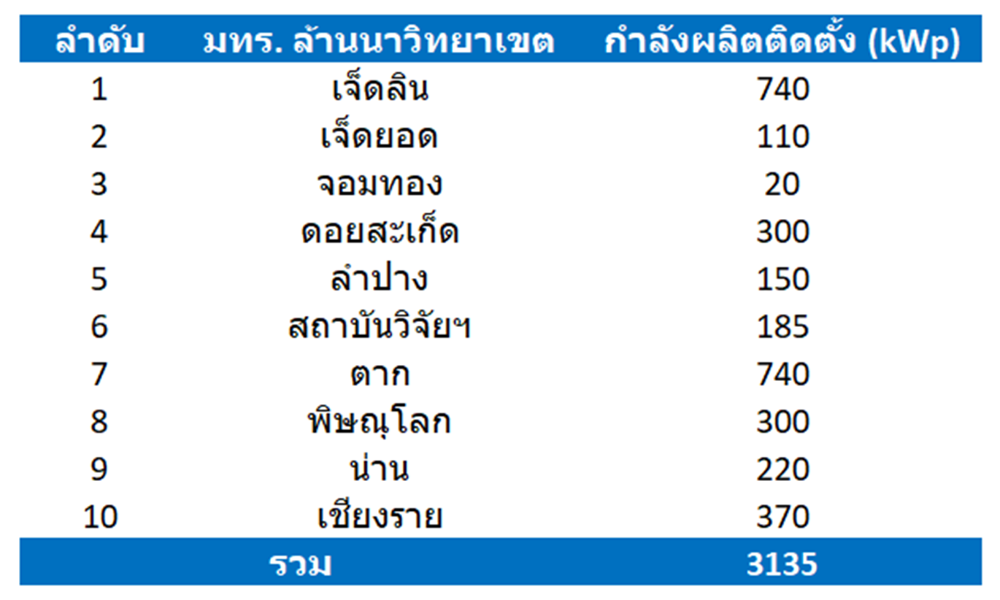 ลำดับ มทร. ล้านนาวิทยาเขต กำลังผลิตติดตั้ง (kWp)
1 เจ็ดลิน 740
2 เจ็ดยอด 110
3 จอมทอง 20
4 ดอยสะเก็ด 300
5 ลำปาง 150
6 สถาบันวิจัยฯ 185
7 ตาก 740
8 พิษณุโลก 300
9 น่าน 220
10 เชียงราย 370
รวม 3135